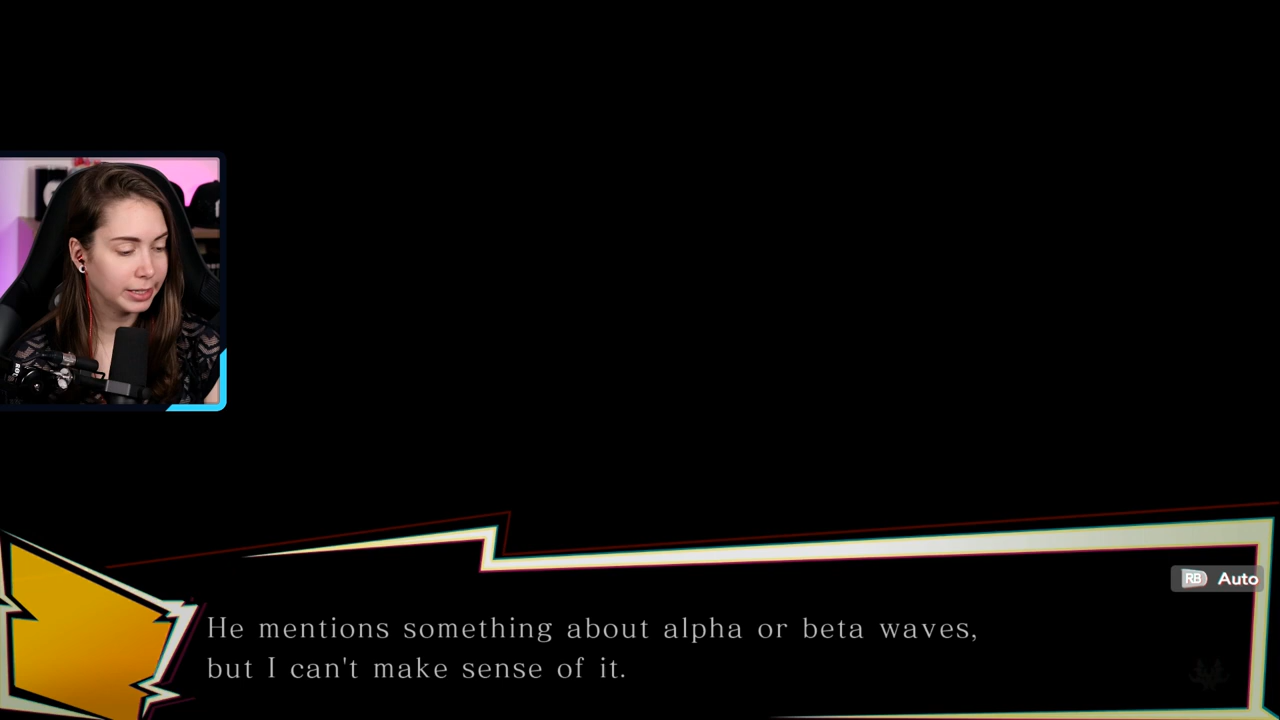 RB Auto
He mentions something about alpha or beta waves,
but I can't make sense of it.